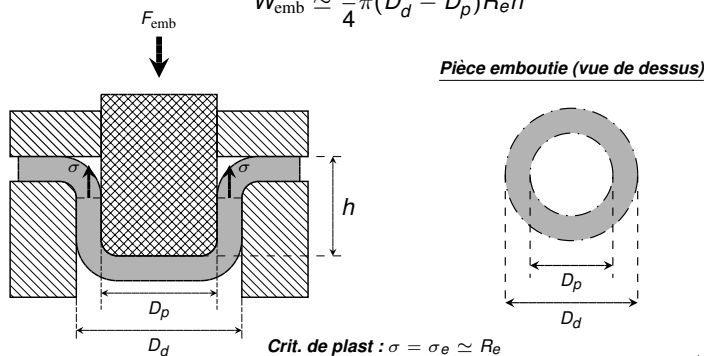 W_emb ≃ 1/4 π(D_d − D_p)R_e h
F_emb
Pièce emboutie (vue de dessus)
σ σ
h
D_p
D_d
D_p
D_d
Crit. de plast : σ = σ_e ≃ R_e